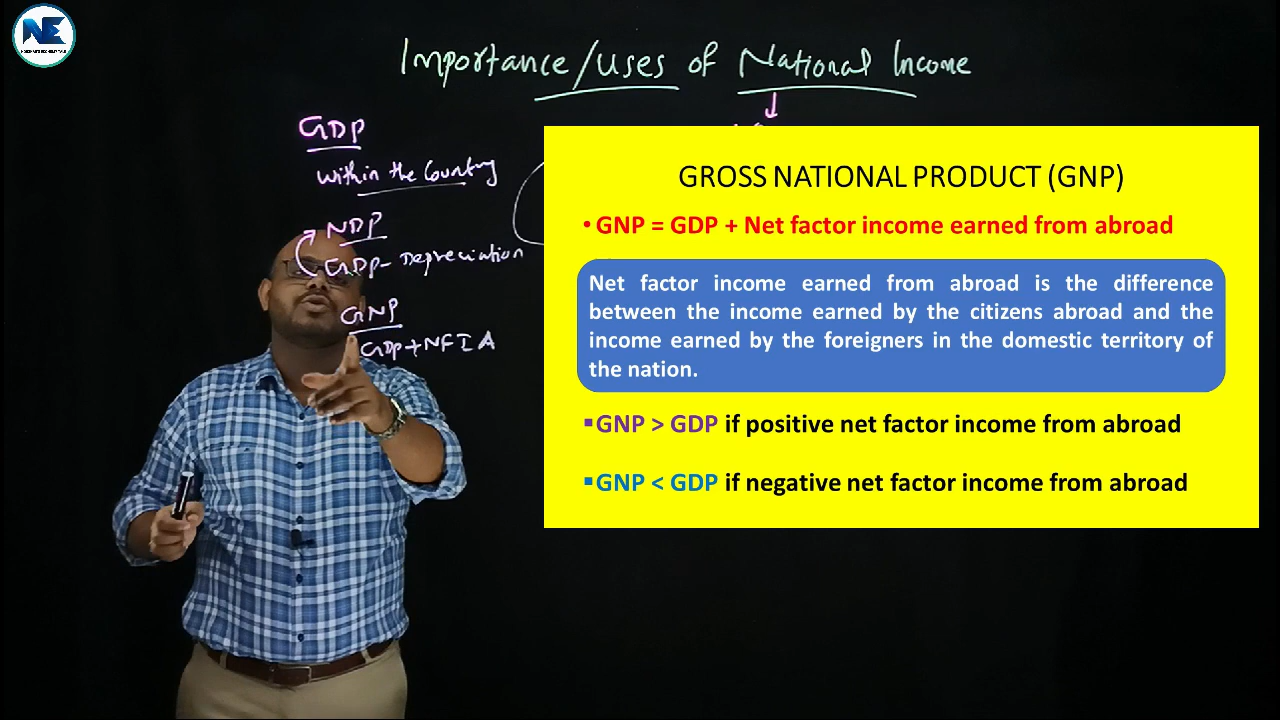 NE
Importance/uses of National Income
GDP
within the Country
NDP
GDP - Depreciation
GNP
GDP + NFIA
GROSS NATIONAL PRODUCT (GNP)
• GNP = GDP + Net factor income earned from abroad
Net factor income earned from abroad is the difference
between the income earned by the citizens abroad and the
income earned by the foreigners in the domestic territory of
the nation.
▪GNP > GDP if positive net factor income from abroad
▪GNP < GDP if negative net factor income from abroad